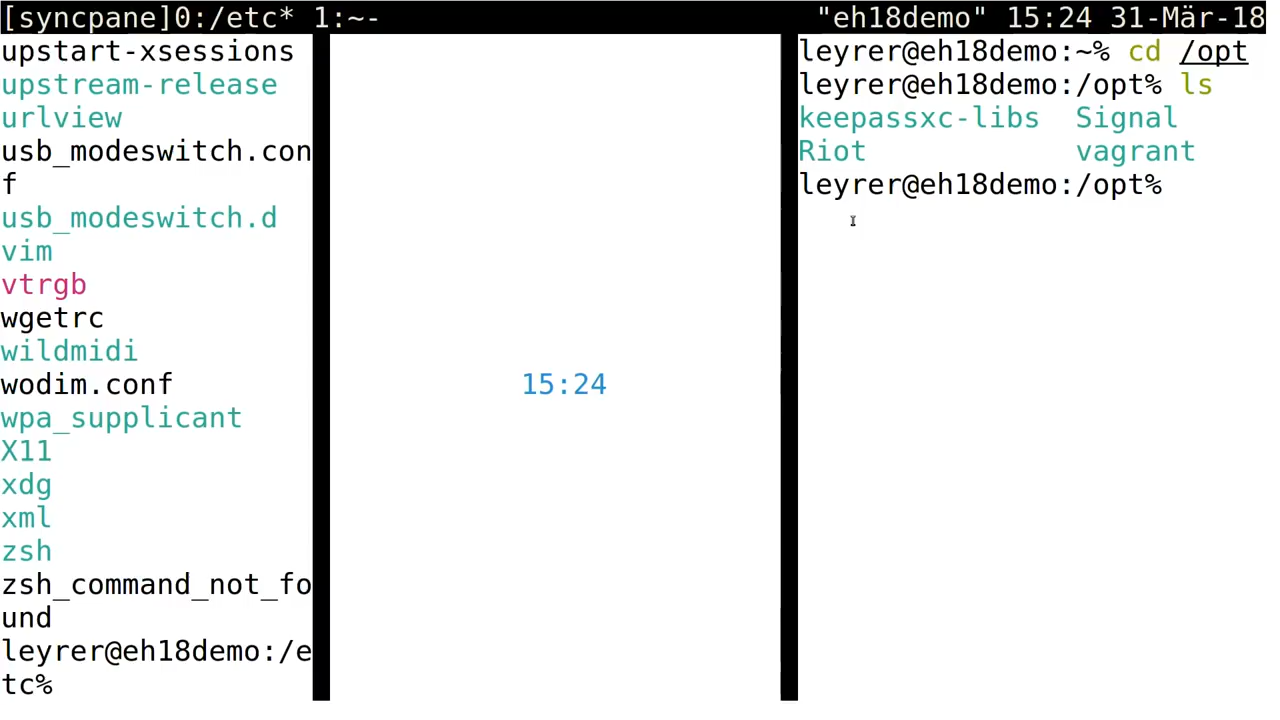 [syncpane]0:/etc* 1:~- "eh18demo" 15:24 31-Mär-18
upstart-xsessions
upstream-release
urlview
usb_modeswitch.con
f
usb_modeswitch.d
vim
vtrgb
wgetrc
wildmidi
wodim.conf
wpa_supplicant
X11
xdg
xml
zsh
zsh_command_not_fo
und
leyrer@eh18demo:/e
tc%
15:24
leyrer@eh18demo:~% cd /opt
leyrer@eh18demo:/opt% ls
keepassxc-libs Signal
Riot vagrant
leyrer@eh18demo:/opt%